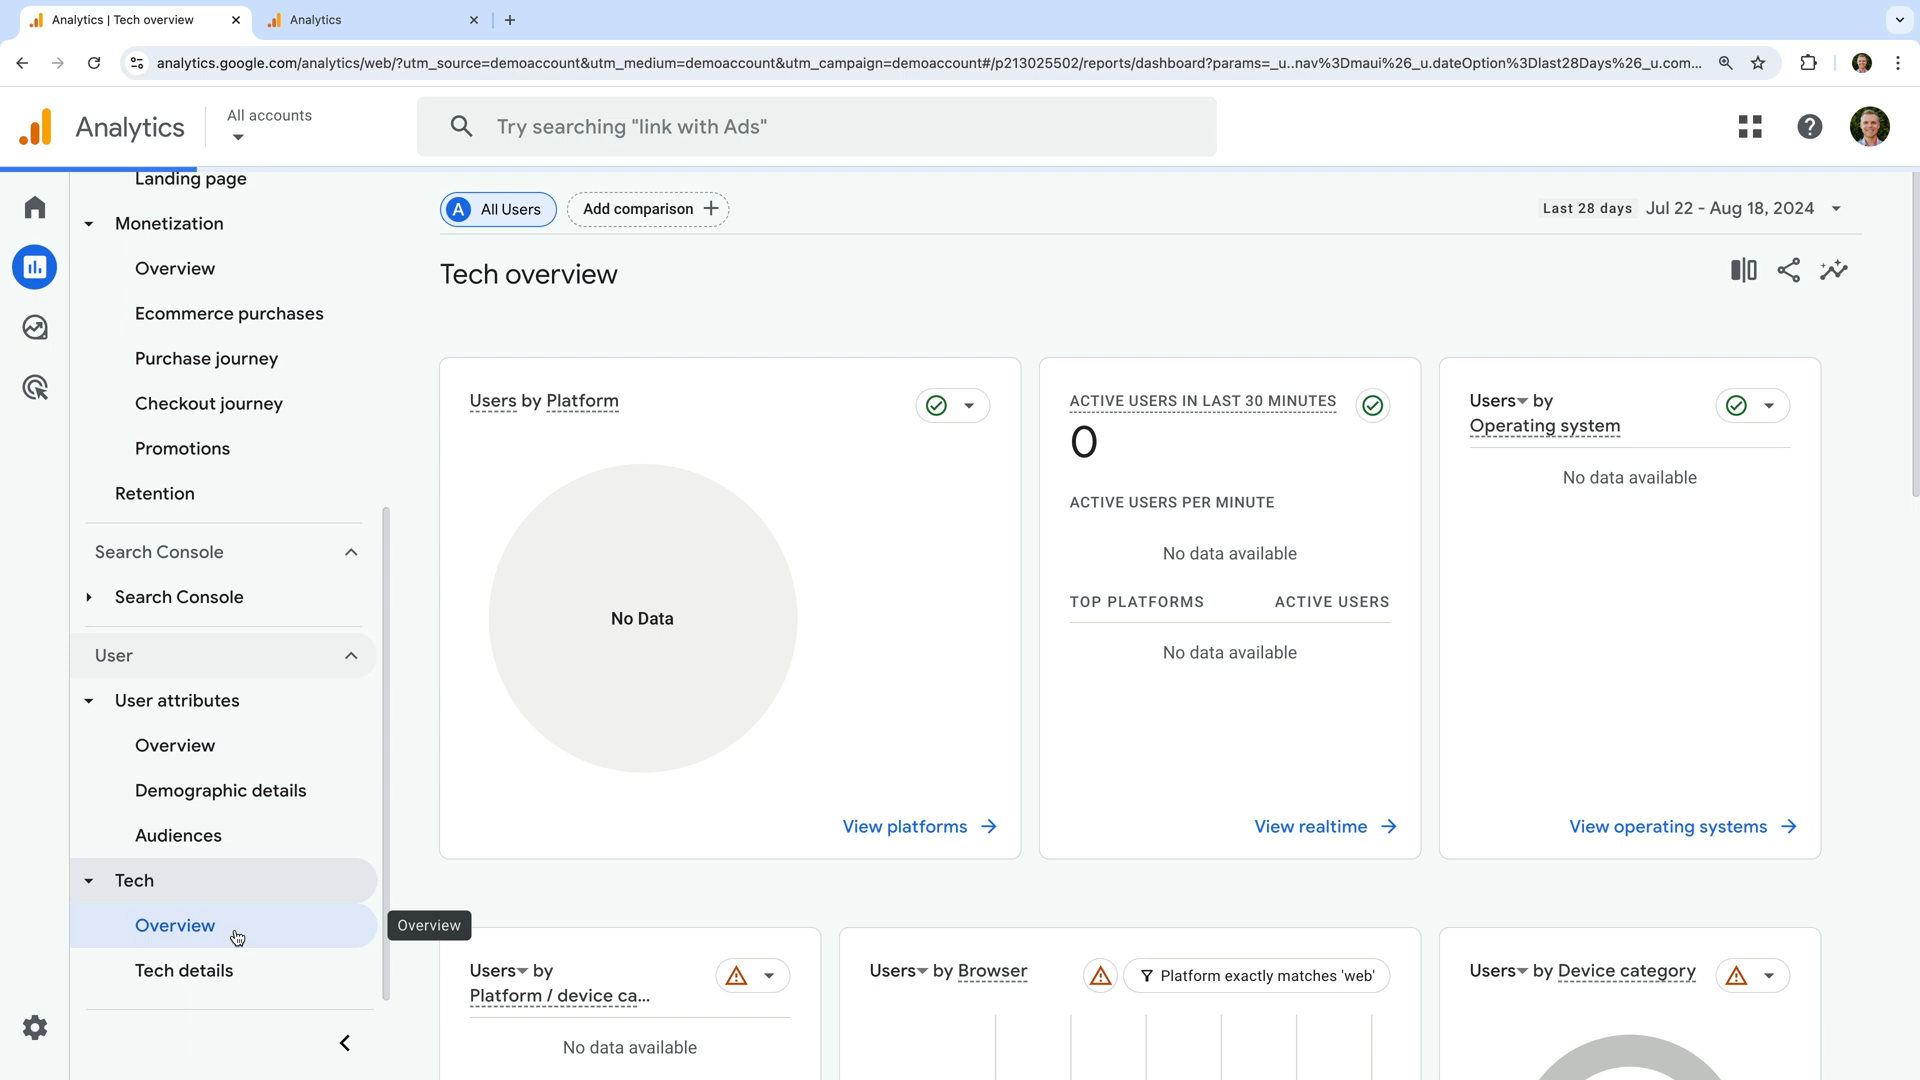 Analytics | Tech overview
Analytics
analytics.google.com/analytics/web/?utm_source=demoaccount&utm_medium=demoaccount&utm_campaign=demoaccount#/p213025502/reports/dashboard?params=_u..nav%3Dmaui%26_u.dateOption%3Dlast28Days%26_u.com...
Analytics
All accounts
Try searching "link with Ads"
Landing page
Monetization
Overview
Ecommerce purchases
Purchase journey
Checkout journey
Promotions
Retention
Search Console
Search Console
User
User attributes
Overview
Demographic details
Audiences
Tech
Overview
Tech details
Overview
A All Users
Add comparison
Last 28 days Jul 22 - Aug 18, 2024
Tech overview
Users by Platform
No Data
View platforms
ACTIVE USERS IN LAST 30 MINUTES
0
ACTIVE USERS PER MINUTE
No data available
TOP PLATFORMS ACTIVE USERS
No data available
View realtime
Users by
Operating system
No data available
View operating systems
Users by
Platform / device ca...
No data available
Users by Browser
Platform exactly matches 'web'
Users by Device category